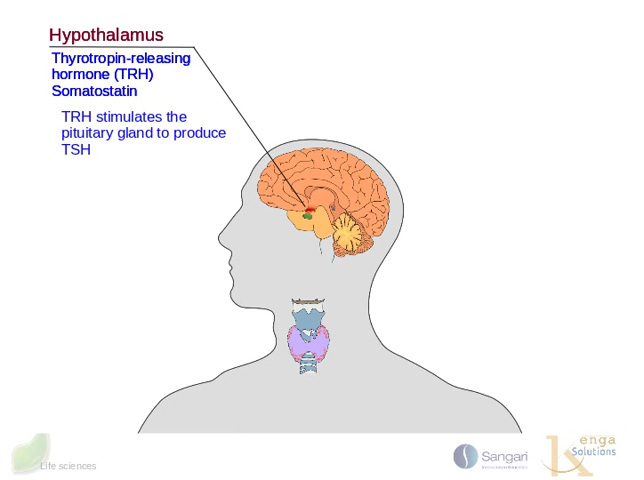 Hypothalamus
Thyrotropin-releasing
hormone (TRH)
Somatostatin
TRH stimulates the
pituitary gland to produce
TSH
Life sciences
Sangari
enga
Solutions